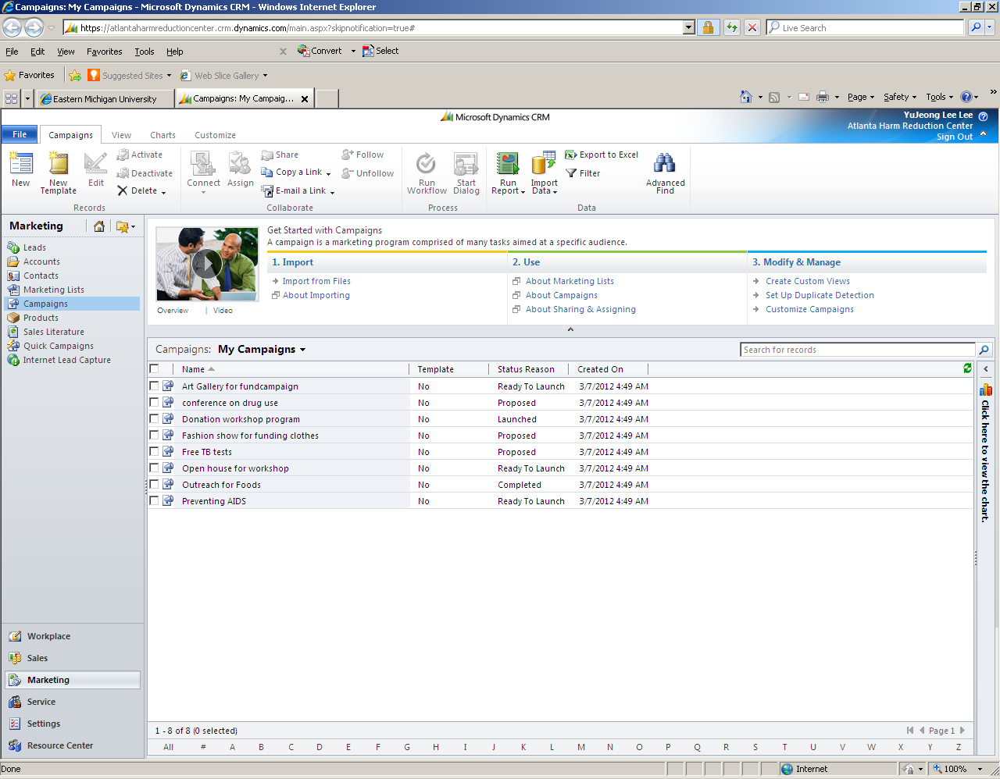 Campaigns: My Campaigns - Microsoft Dynamics CRM - Windows Internet Explorer
https://atlantaharmreductioncenter.crm.dynamics.com/main.aspx?skipnotification=true#
Live Search
File Edit View Favorites Tools Help
x Convert Select
Favorites Suggested Sites Web Slice Gallery
Eastern Michigan University
Campaigns: My Campaig...
Page Safety Tools
Microsoft Dynamics CRM
YuJeong Lee Lee
Atlanta Harm Reduction Center
Sign Out
File Campaigns View Charts Customize
New
New Template
Edit
Activate
Deactivate
Delete
Records
Connect
Assign
Share
Copy a Link
E-mail a Link
Follow
Unfollow
Collaborate
Run Workflow
Start Dialog
Process
Run Report
Import Data
Export to Excel
Filter
Advanced Find
Data
Marketing
Leads
Accounts
Contacts
Marketing Lists
Campaigns
Products
Sales Literature
Quick Campaigns
Internet Lead Capture
Workplace
Sales
Marketing
Service
Settings
Resource Center
Get Started with Campaigns
A campaign is a marketing program comprised of many tasks aimed at a specific audience.
Overview | Video
1. Import
Import from Files
About Importing
2. Use
About Marketing Lists
About Campaigns
About Sharing & Assigning
3. Modify & Manage
Create Custom Views
Set Up Duplicate Detection
Customize Campaigns
Campaigns: My Campaigns
Search for records
Name Template Status Reason Created On
Art Gallery for fundcampaign No Ready To Launch 3/7/2012 4:49 AM
conference on drug use No Proposed 3/7/2012 4:49 AM
Donation workshop program No Launched 3/7/2012 4:49 AM
Fashion show for funding clothes No Proposed 3/7/2012 4:49 AM
Free TB tests No Proposed 3/7/2012 4:49 AM
Open house for workshop No Ready To Launch 3/7/2012 4:49 AM
Outreach for Foods No Completed 3/7/2012 4:49 AM
Preventing AIDS No Ready To Launch 3/7/2012 4:49 AM
Click here to view the chart.
1 - 8 of 8 (0 selected)
Page 1
All # A B C D E F G H I J K L M N O P Q R S T U V W X Y Z
Done
Internet
100%